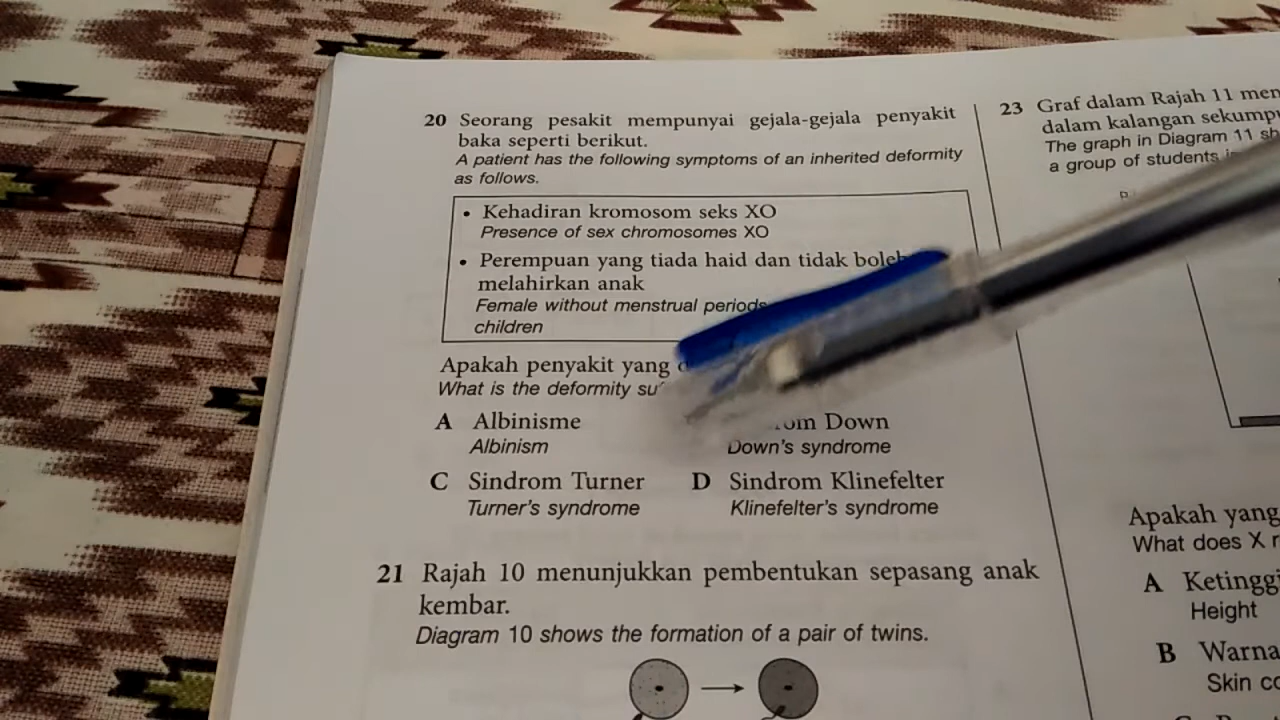 20 Seorang pesakit mempunyai gejala-gejala penyakit
baka seperti berikut.
A patient has the following symptoms of an inherited deformity
as follows.
• Kehadiran kromosom seks XO
Presence of sex chromosomes XO
• Perempuan yang tiada haid dan tidak boleh
melahirkan anak
Female without menstrual periods
children
Apakah penyakit yang
What is the deformity
A Albinisme
Albinism
Down
Down's syndrome
C Sindrom Turner
Turner's syndrome
D Sindrom Klinefelter
Klinefelter's syndrome
21 Rajah 10 menunjukkan pembentukan sepasang anak
kembar.
Diagram 10 shows the formation of a pair of twins.
23 Graf dalam Rajah 11
dalam kalangan
The graph in Diagram 11
a group of students
Apakah yang
What does X
A
Height
B
Skin